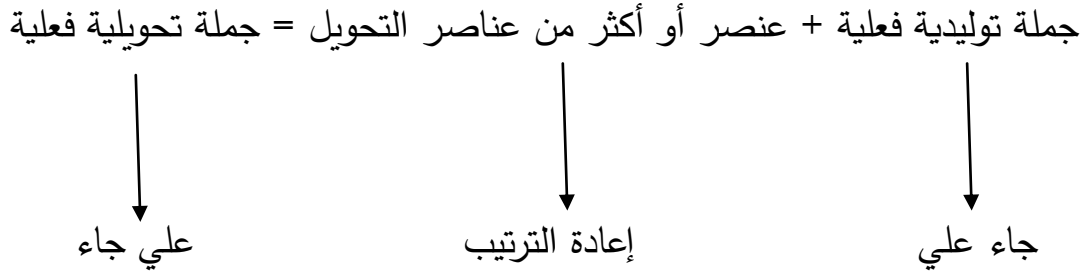 جملة توليدية فعلية + عنصر أو أكثر من عناصر التحويل = جملة تحويلية فعلية
جاء علي إعادة الترتيب علي جاء